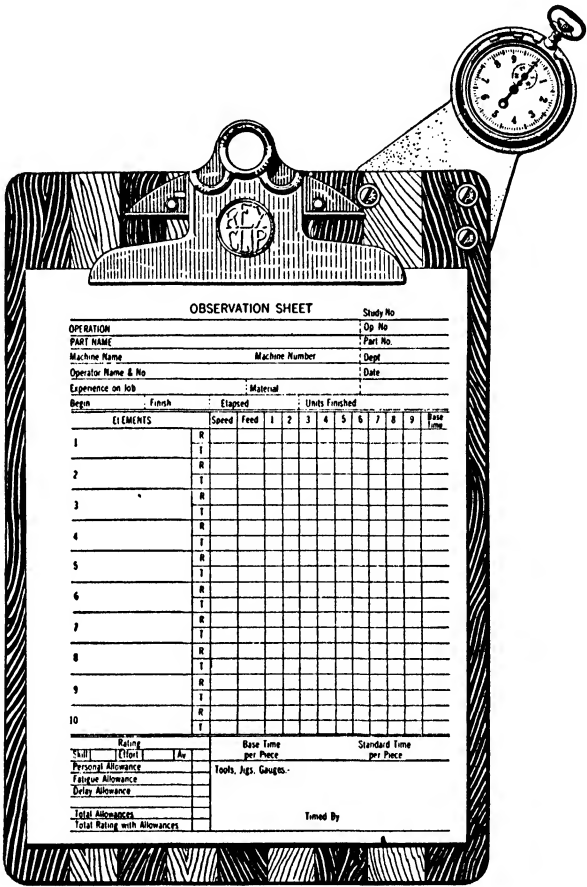 REX
CLIP
OBSERVATION SHEET
Study No
OPERATION Op No
PART NAME Part No.
Machine Name Machine Number Dept
Operator Name & No Date
Experience on Job Material
Begin Finish Elapsed Units Finished
ELEMENTS Speed Feed 1 2 3 4 5 6 7 8 9 Base Time
R
1
T
R
2
T
R
3
T
R
4
T
R
5
T
R
6
T
R
7
T
R
8
T
R
9
T
R
10
T
Rating Base Time per Piece Standard Time per Piece
Skill Effort Av
Personal Allowance Tools, Jigs, Gauges.-
Fatigue Allowance
Delay Allowance
Total Allowances Timed By
Total Rating with Allowances